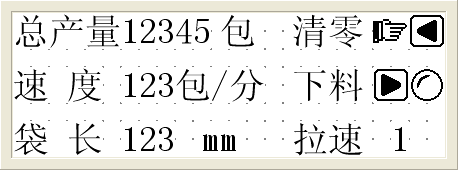 总产量12345 包 清零
速 度 123包/分 下料
袋 长 123 mm 拉速 1